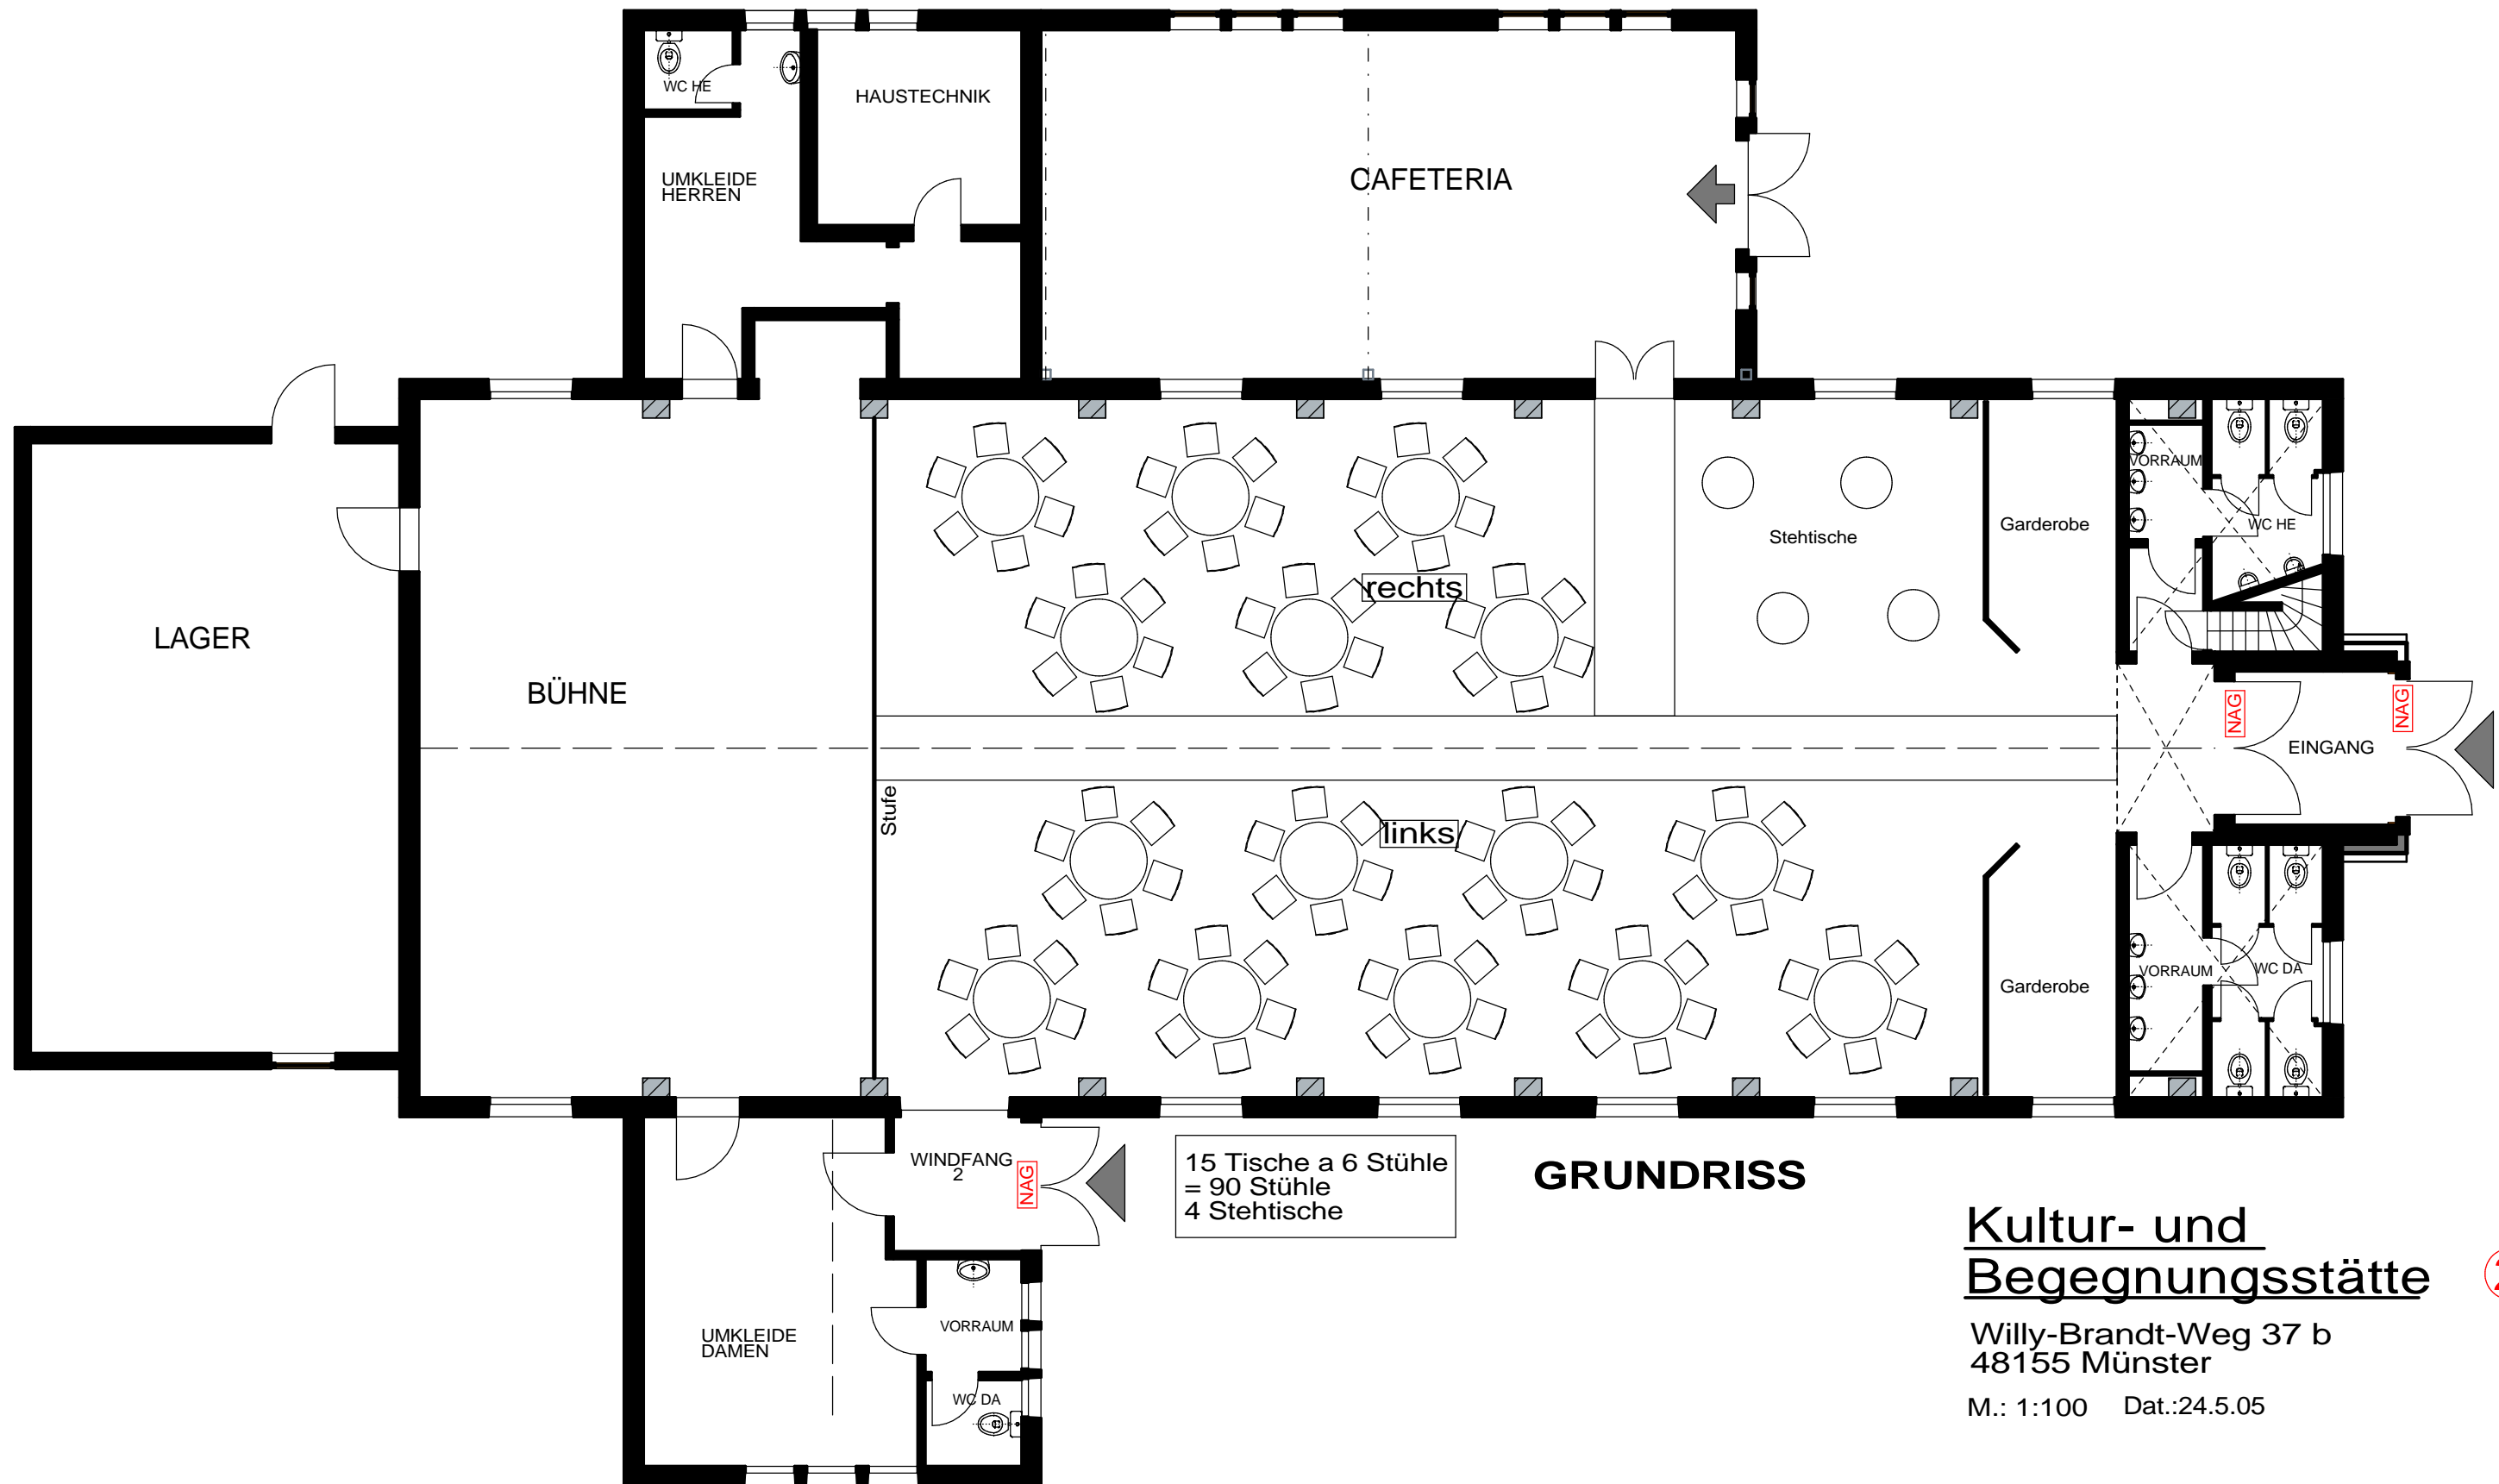 WC HE
HAUSTECHNIK
UMKLEIDE
HERREN
CAFETERIA
LAGER
BÜHNE
Stufe
rechts
links
Stehtische
Garderobe
Garderobe
VORRAUM
WC HE
NAG
NAG
EINGANG
VORRAUM
WC DA
WINDFANG
2
NAG
UMKLEIDE
DAMEN
VORRAUM
WC DA
15 Tische a 6 Stühle
= 90 Stühle
4 Stehtische
GRUNDRISS
Kultur- und
Begegnungsstätte
Willy-Brandt-Weg 37 b
48155 Münster
M.: 1:100 Dat.:24.5.05